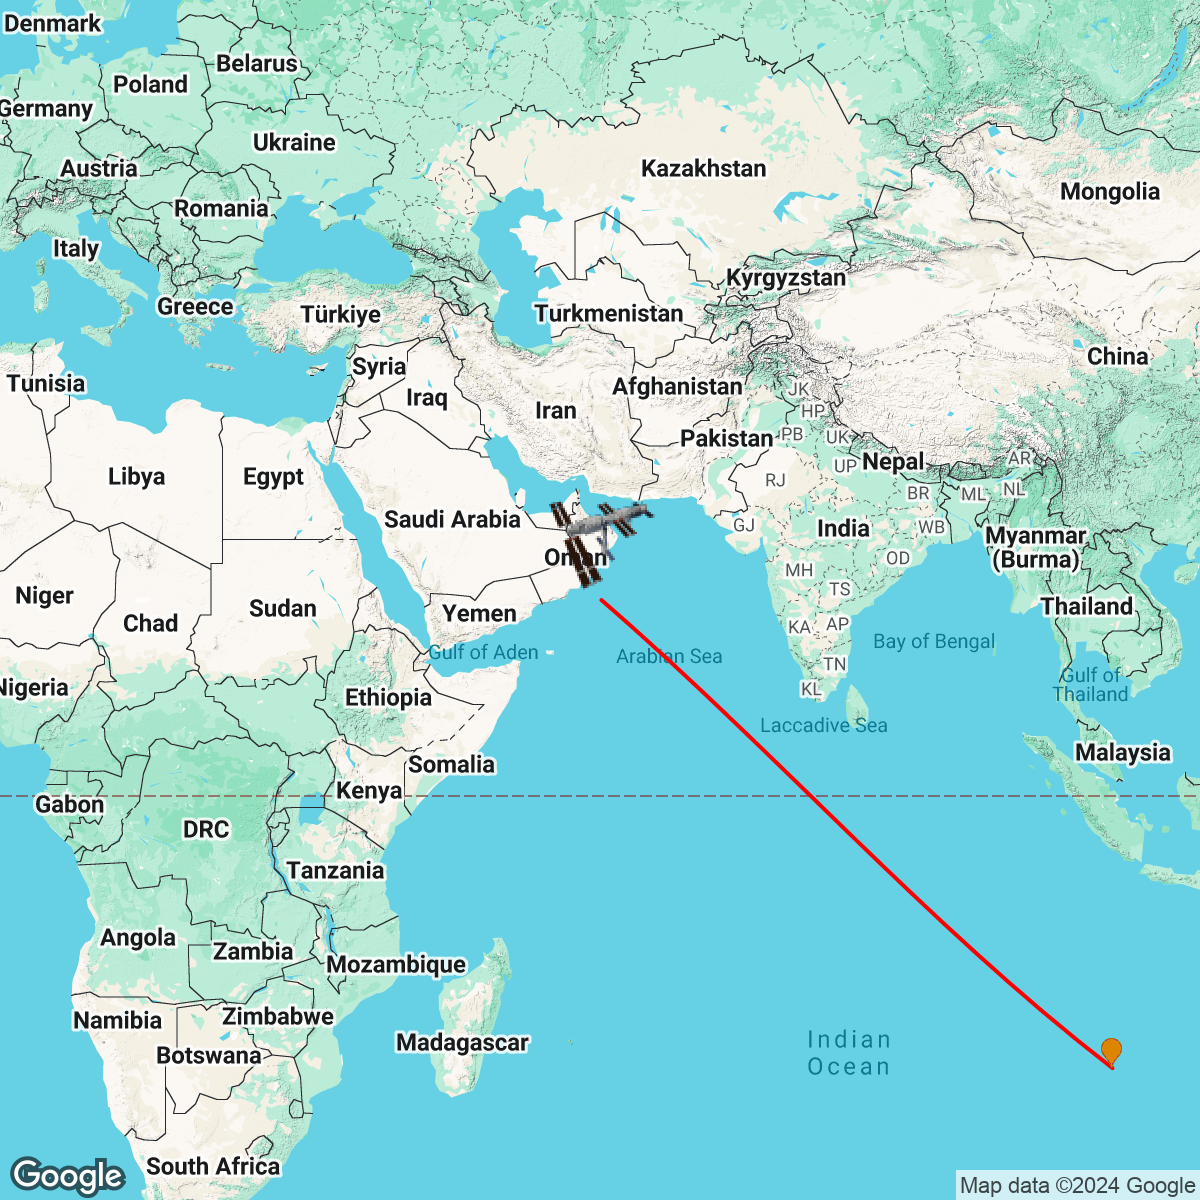 Denmark
Belarus
Poland
Germany
Ukraine
Kazakhstan
Austria
Mongolia
Romania
Italy
Kyrgyzstan
Greece
Türkiye
Turkmenistan
China
Syria
Tunisia
Afghanistan
JK
Iraq
Iran
HP
Pakistan
PB
UK
Nepal
AR
UP
Libya
Egypt
RJ
BR
ML
NL
Saudi Arabia
GJ
India
WB
Myanmar
(Burma)
Oman
OD
MH
TS
Niger
Sudan
Yemen
Thailand
Chad
KA
AP
Gulf of Aden
Arabian Sea
Bay of Bengal
TN
Nigeria
Ethiopia
KL
Gulf of
Thailand
Laccadive Sea
Somalia
Malaysia
Kenya
Gabon
DRC
Tanzania
Angola
Zambia
Mozambique
Namibia
Zimbabwe
Madagascar
Indian
Ocean
Botswana
South Africa
Google
Map data ©2024 Google